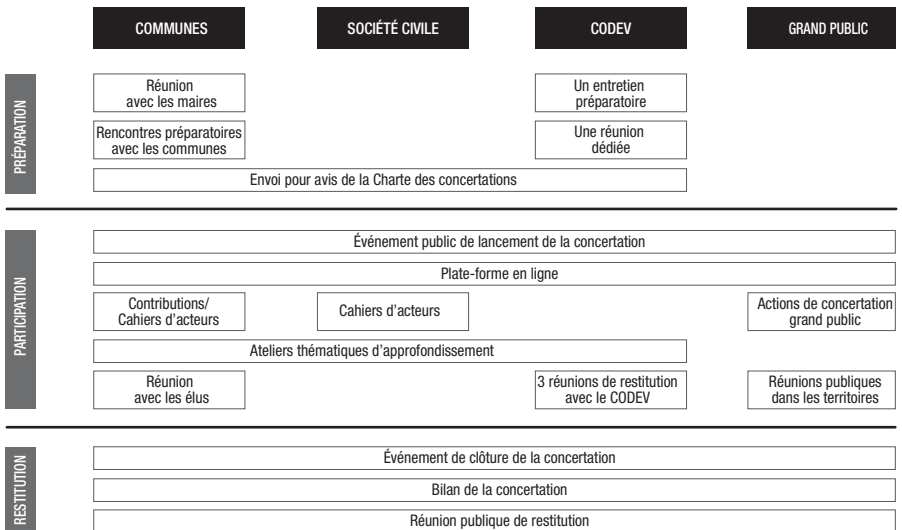 COMMUNES
SOCIÉTÉ CIVILE
CODEV
GRAND PUBLIC
PRÉPARATION
Réunion
avec les maires
Un entretien
préparatoire
Rencontres préparatoires
avec les communes
Une réunion
dédiée
Envoi pour avis de la Charte des concertations
PARTICIPATION
Événement public de lancement de la concertation
Plate-forme en ligne
Contributions/
Cahiers d'acteurs
Cahiers d'acteurs
Actions de concertation
grand public
Ateliers thématiques d'approfondissement
Réunion
avec les élus
3 réunions de restitution
avec le CODEV
Réunions publiques
dans les territoires
RESTITUTION
Événement de clôture de la concertation
Bilan de la concertation
Réunion publique de restitution